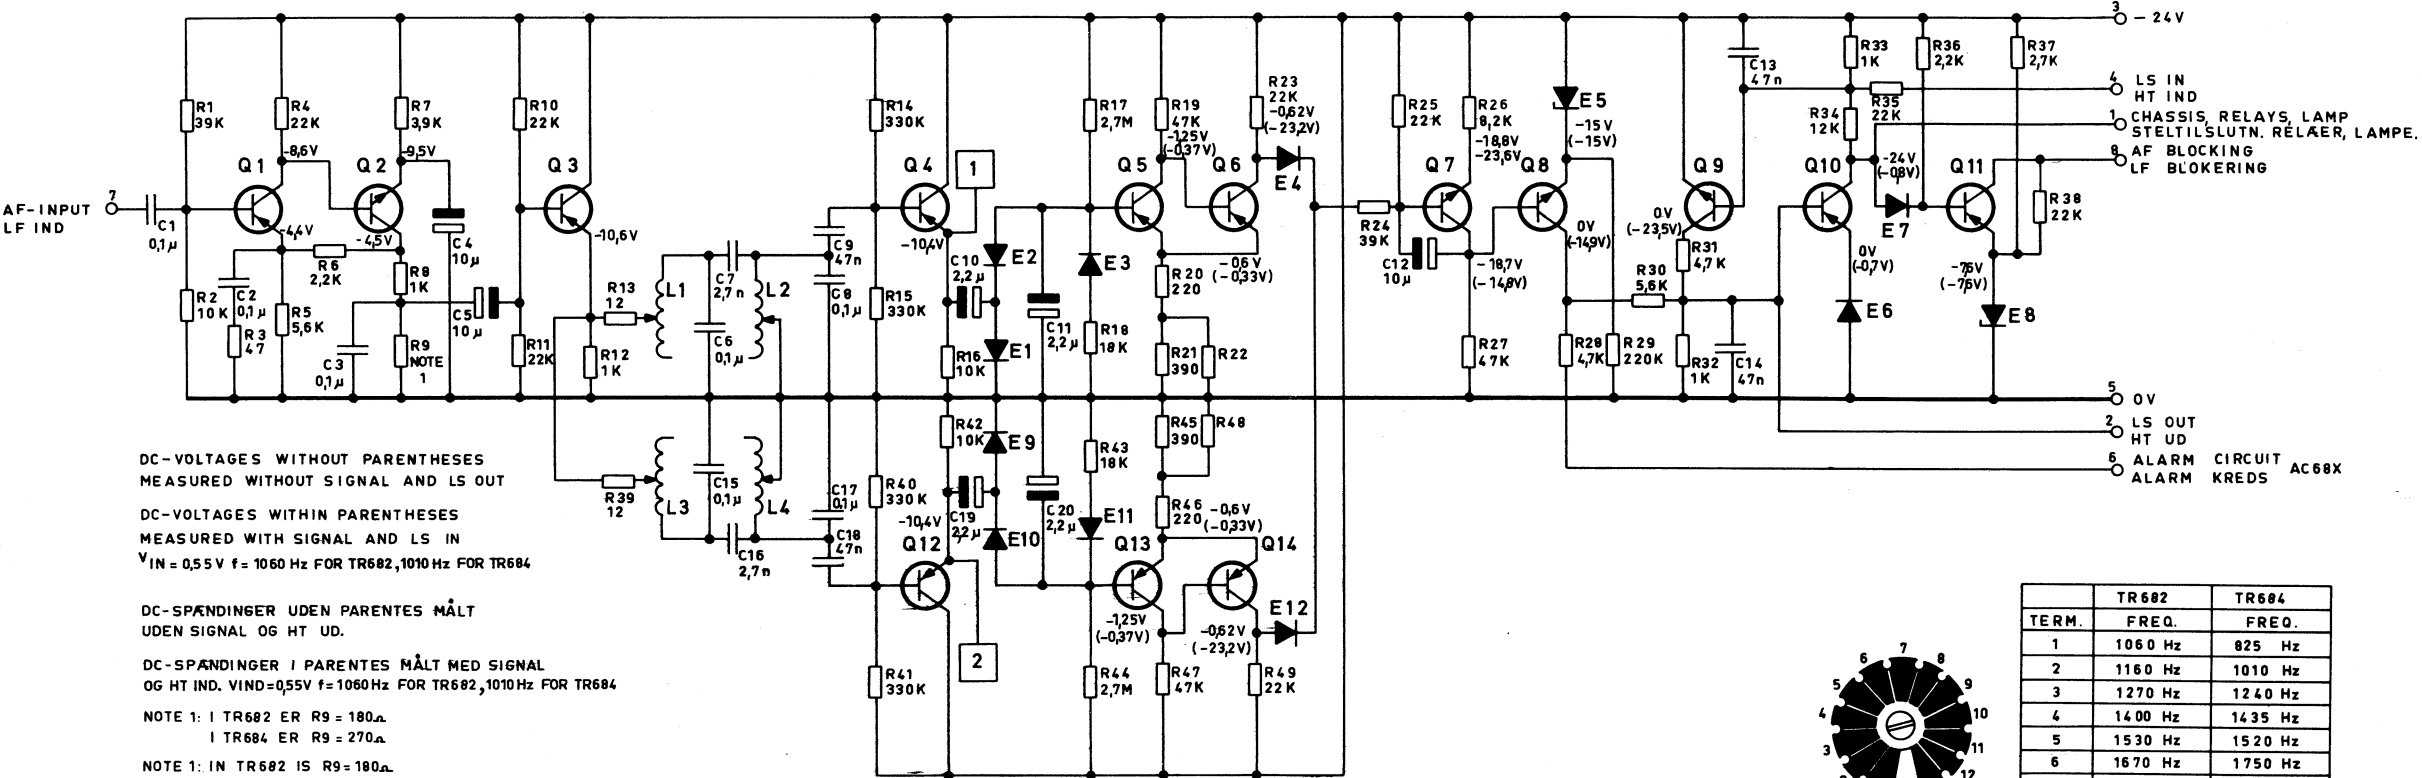 3
− 24V
R1
39K
R4
22K
R7
3,9K
R10
22K
R14
330K
R17
2,7M
R19
47K
-1,25V
(-0,37V)
R23
22K
-0,62V
(-23,2V)
R25
22K
R26
8,2K
-18,8V
-23,6V
E5
-15V
(-15V)
C13
47n
R33
1K
R36
2,2K
R37
2,7K
R34
12K
R35
22K
4
LS IN
HT IND
1
CHASSIS, RELAYS, LAMP
STELTILSLUTN. RELÆER, LAMPE.
8
AF BLOCKING
LF BLOKERING
-8,6V
-9,5V
Q1
Q2
Q3
Q4
1
Q5
Q6
E4
Q7
Q8
Q9
Q10
-24V
(-0,8V)
Q11
E7
R38
22K
AF-INPUT
LF IND
7
C1
0,1µ
-4,4V
-4,5V
R6
2,2K
C4
10µ
-10,6V
C9
47n
-10,4V
C10
2,2µ
E2
E3
-0,6V
(-0,33V)
R24
39K
C12
10µ
-18,7V
(-14,8V)
0V
(-14,9V)
0V
(-23,5V)
R31
4,7K
R30
5,6K
0V
(-0,7V)
-7,6V
(-7,6V)
R2
10K
C2
0,1µ
R3
47
R5
5,6K
R8
1K
C5
10µ
C3
0,1µ
R9
NOTE
1
R11
22K
R12
1K
R13
12
L1
C7
2,7n
L2
C6
0,1µ
C8
0,1µ
R15
330K
R16
10K
E1
C11
2,2µ
R18
18K
R20
220
R21
390
R22
R27
47K
R28
4,7K
R29
220K
R32
1K
C14
47n
E6
E8
5
0V
2
LS OUT
HT UD
6
ALARM CIRCUIT
ALARM KREDS
AC68X
R39
12
L3
C15
0,1µ
L4
C16
2,7n
C17
0,1µ
C18
47n
R40
330K
R42
10K
E9
C19
2,2µ
E10
C20
2,2µ
R43
18K
E11
R45
390
R48
R46
220
-0,6V
(-0,33V)
-10,4V
Q12
Q13
Q14
E12
-1,25V
(-0,37V)
-0,62V
(-23,2V)
2
R41
330K
R44
2,7M
R47
47K
R49
22K
DC-VOLTAGES WITHOUT PARENTHESES
MEASURED WITHOUT SIGNAL AND LS OUT
DC-VOLTAGES WITHIN PARENTHESES
MEASURED WITH SIGNAL AND LS IN
VIN = 0,55 V f = 1060 Hz FOR TR682, 1010 Hz FOR TR684
DC-SPÆNDINGER UDEN PARENTES MÅLT
UDEN SIGNAL OG HT UD.
DC-SPÆNDINGER I PARENTES MÅLT MED SIGNAL
OG HT IND. VIND=0,55V f=1060Hz FOR TR682, 1010Hz FOR TR684
NOTE 1: I TR682 ER R9 = 180Ω
I TR684 ER R9 = 270Ω
NOTE 1: IN TR682 IS R9=180Ω
3
4
5
6
7
8
9
10
11
12
TR682 TR684
TERM. FREQ. FREQ.
1 1060 Hz 825 Hz
2 1160 Hz 1010 Hz
3 1270 Hz 1240 Hz
4 1400 Hz 1435 Hz
5 1530 Hz 1520 Hz
6 1670 Hz 1750 Hz